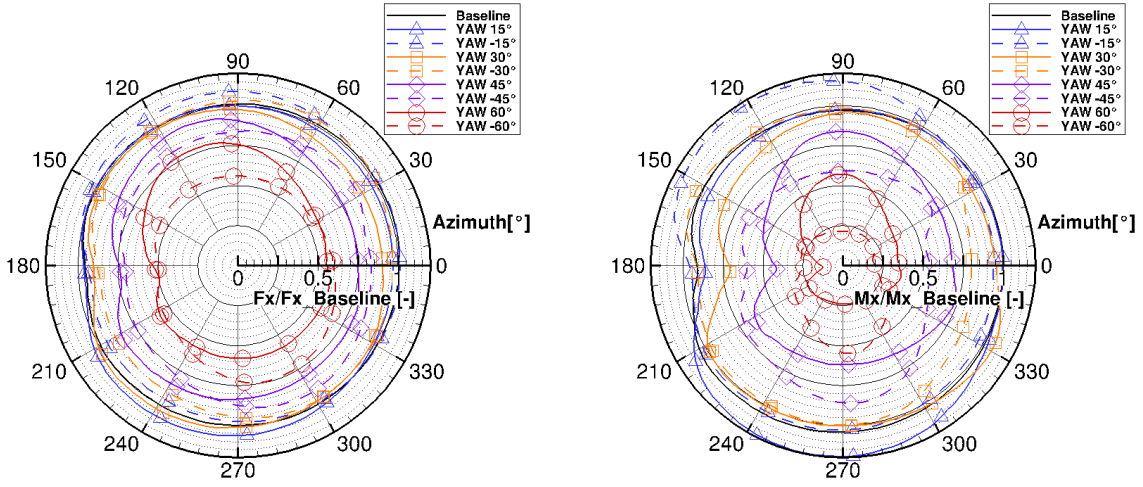 Baseline
YAW 15°
YAW -15°
YAW 30°
YAW -30°
YAW 45°
YAW -45°
YAW 60°
YAW -60°
90
120
60
150
30
Azimuth[°]
180
0
0.5
1
0
Fx/Fx_Baseline [-]
210
330
240
300
270
Baseline
YAW 15°
YAW -15°
YAW 30°
YAW -30°
YAW 45°
YAW -45°
YAW 60°
YAW -60°
90
120
60
150
30
Azimuth[°]
180
0
0.5
1
0
Mx/Mx_Baseline [-]
210
330
240
300
270